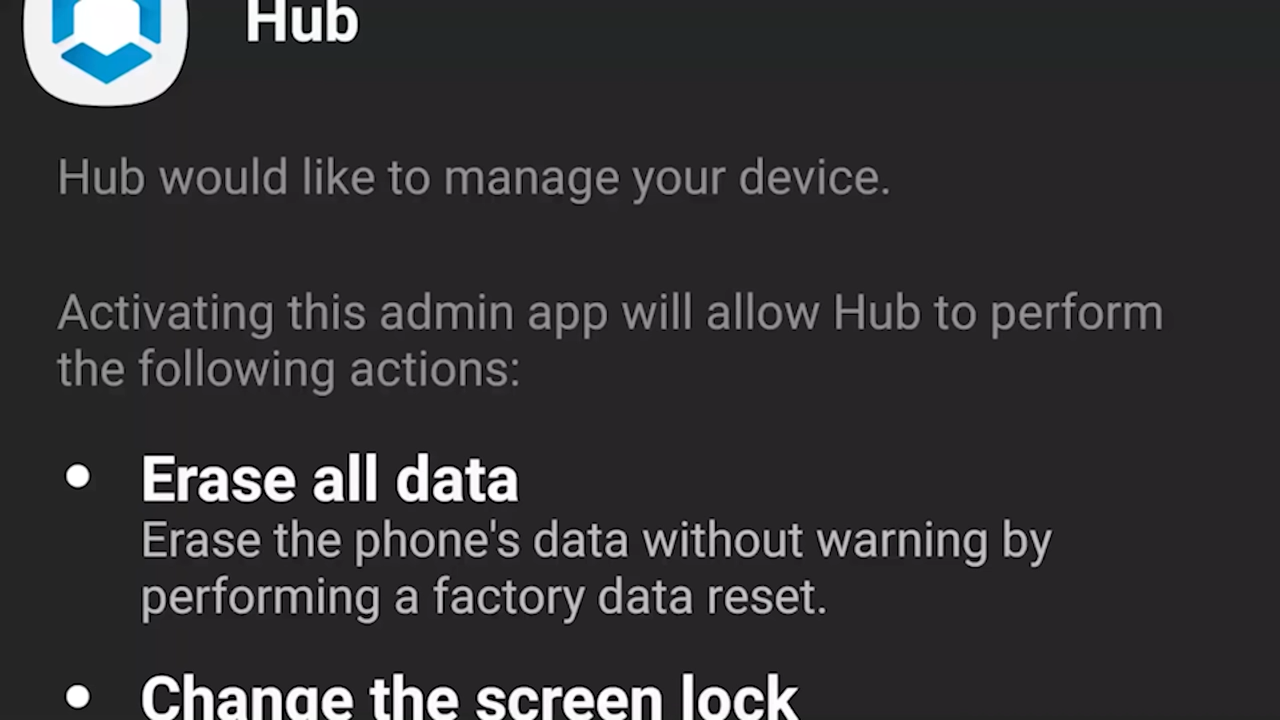 Hub
Hub would like to manage your device.
Activating this admin app will allow Hub to perform
the following actions:
Erase all data
Erase the phone's data without warning by
performing a factory data reset.
Change the screen lock